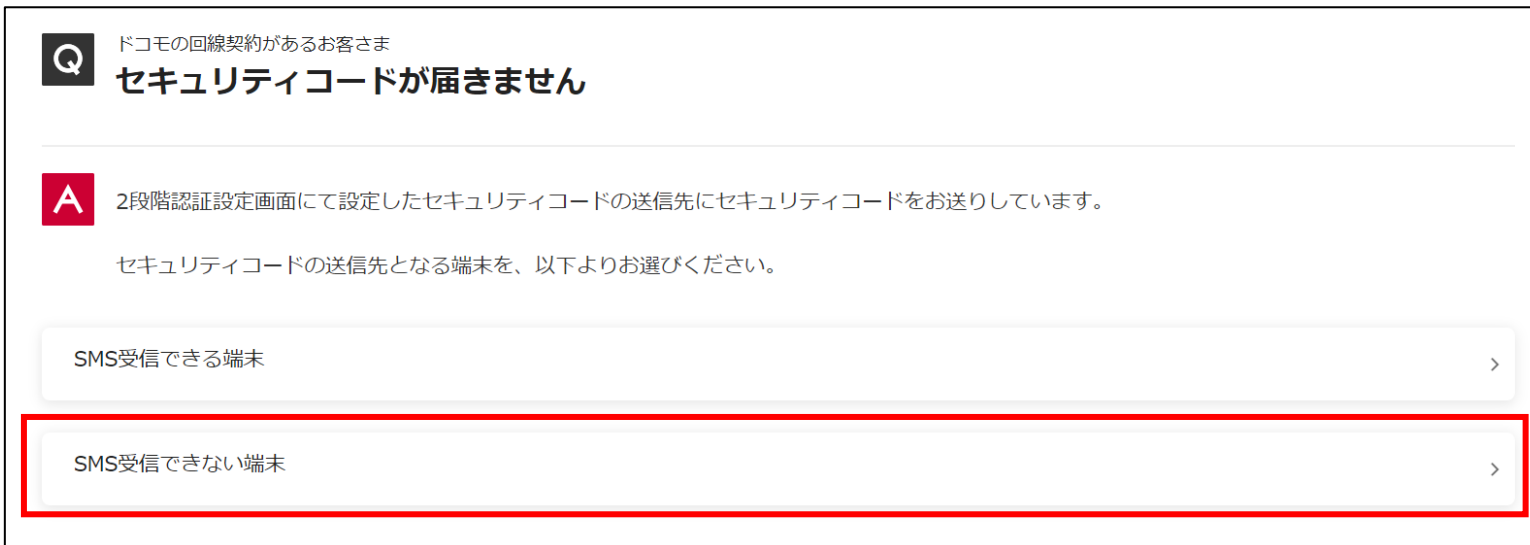 Q
ドコモの回線契約があるお客さま
セキュリティコードが届きません
A
2段階認証設定画面にて設定したセキュリティコードの送信先にセキュリティコードをお送りしています。
セキュリティコードの送信先となる端末を、以下よりお選びください。
SMS受信できる端末
SMS受信できない端末